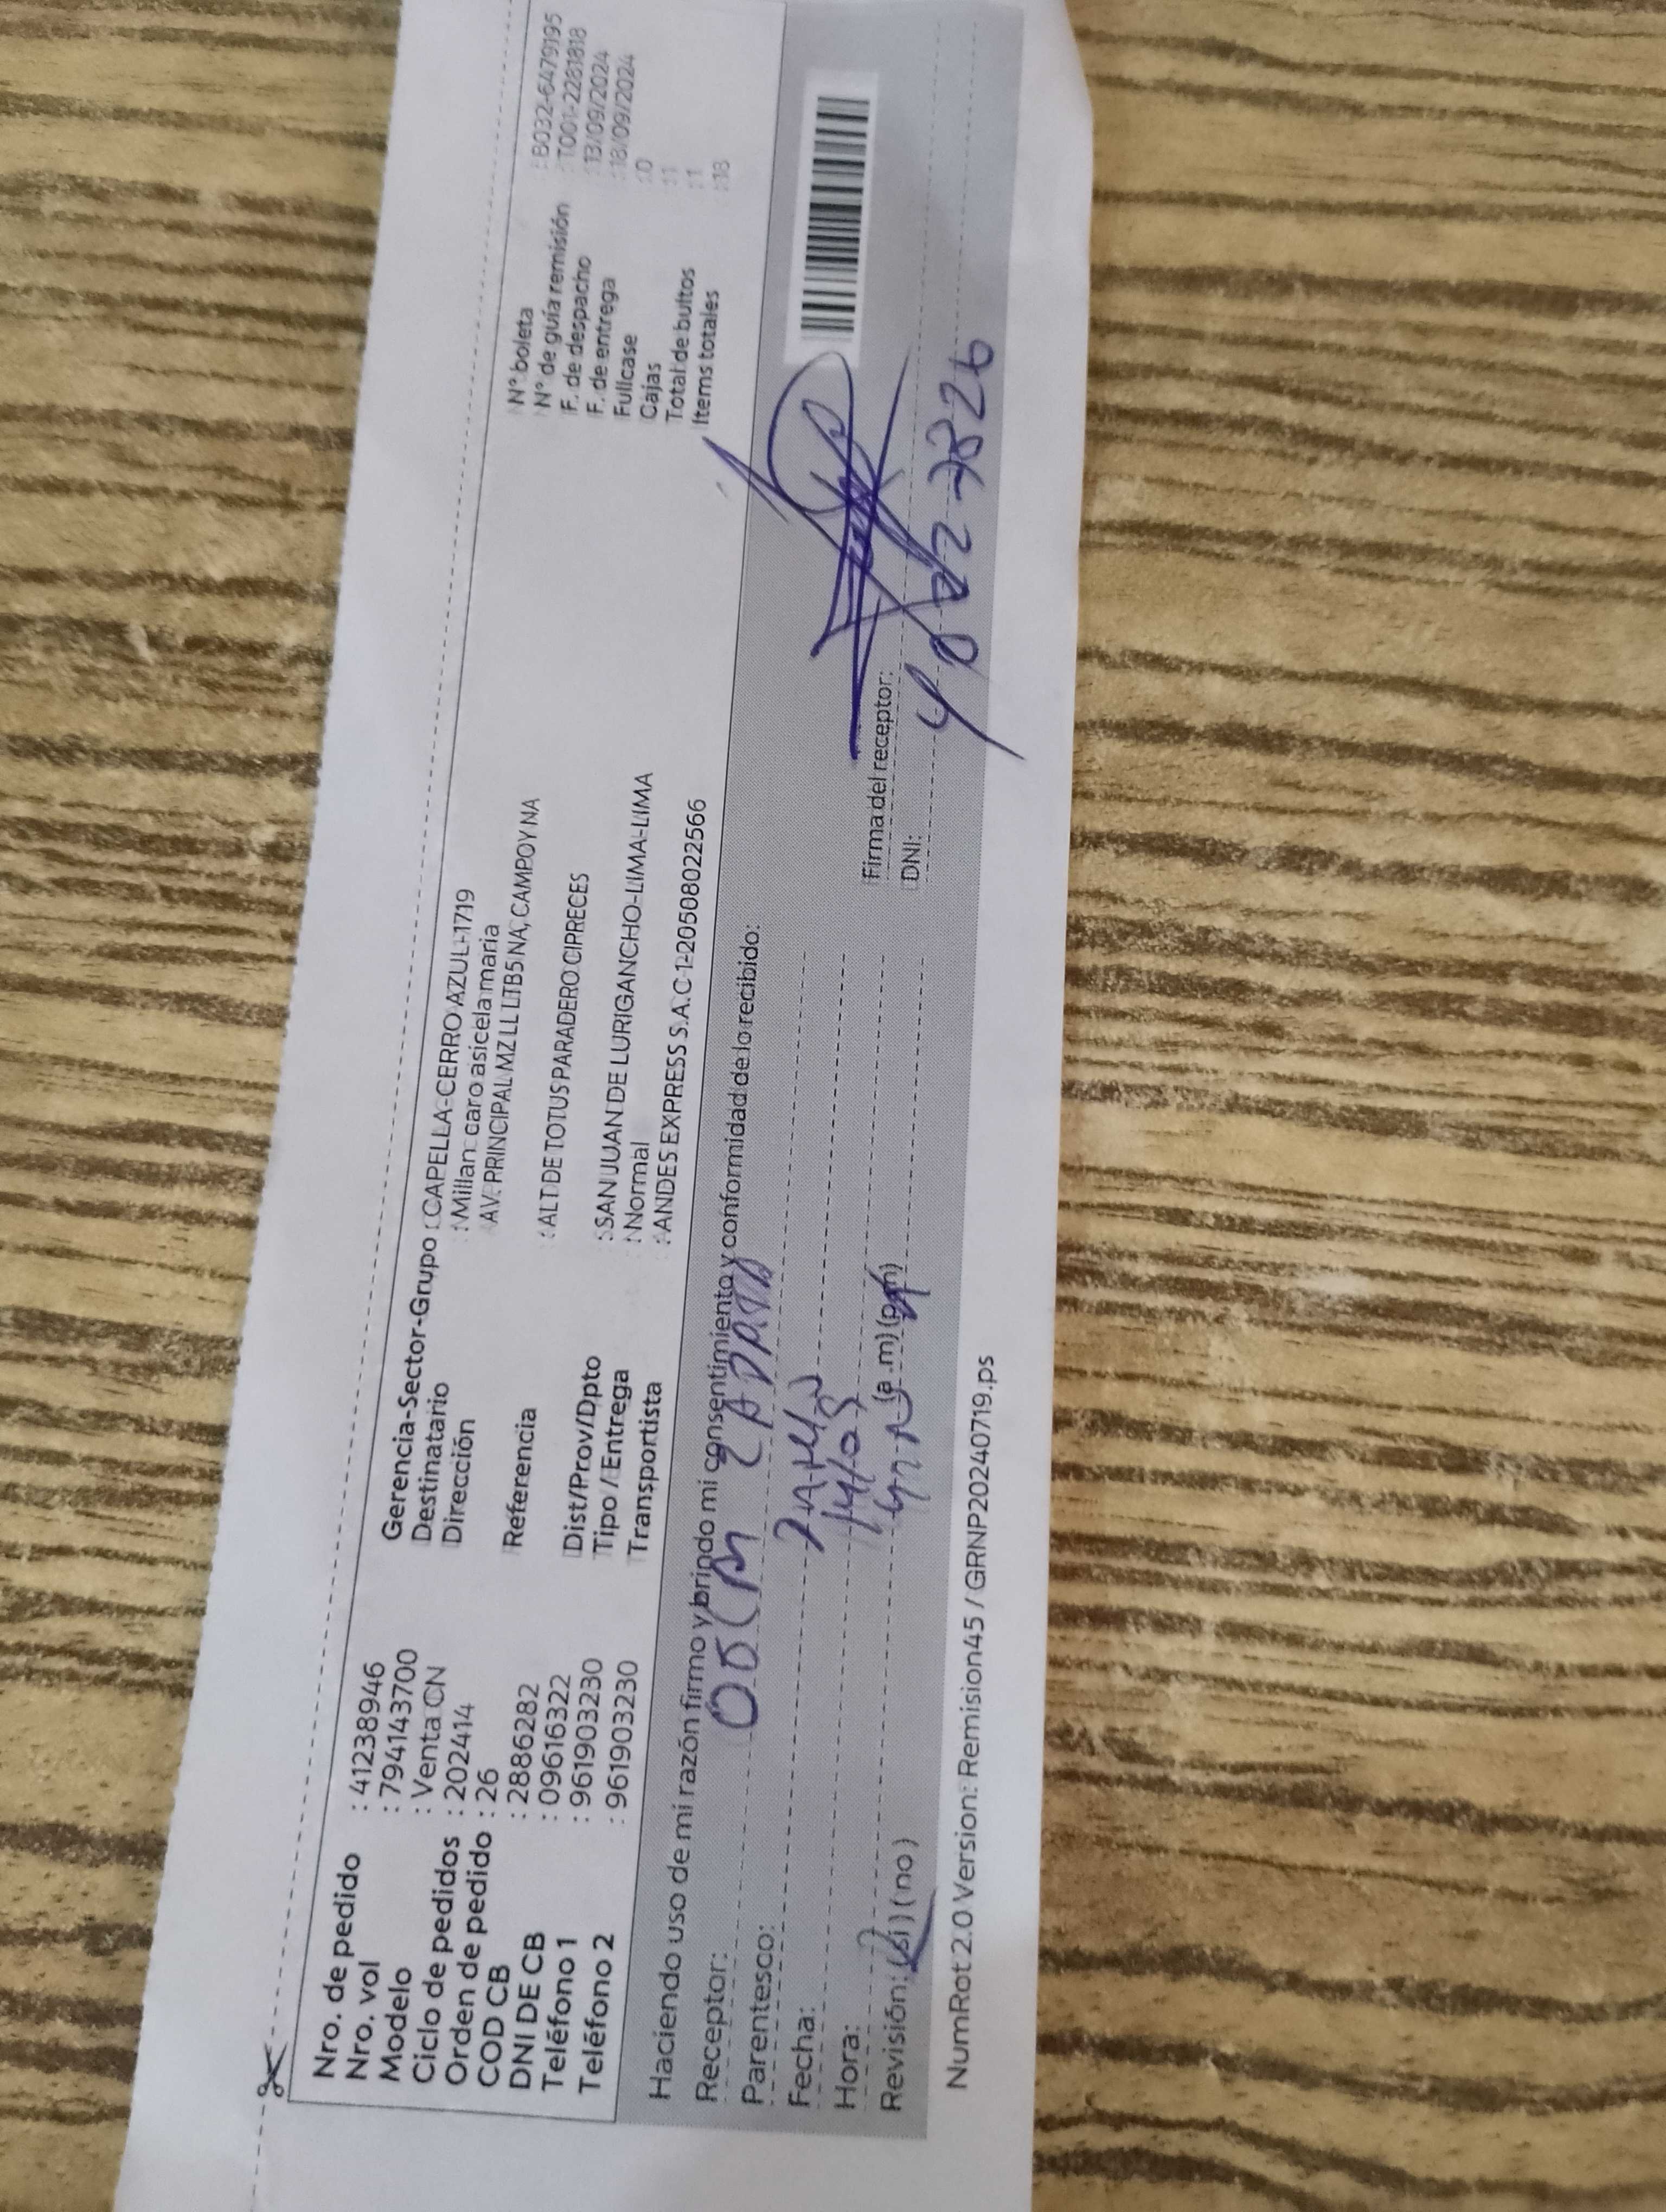 Nro. de pedido : 41238946
Nro. vol : 794143700
Modelo : Venta CN
Ciclo de pedidos : 202414
Orden de pedido : 26
COD CB : 28886282
DNI DE CB : 09616322
Teléfono 1 : 961903230
Teléfono 2 : 961903230
Gerencia-Sector-Grupo : CAPELLA-CERRO AZUL-1719
Destinatario : Millan caro asicela maria
Dirección AV. PRINCIPAL MZ LL LTB5 NA, CAMPOY NA
Referencia : ALT DE TOTUS PARADERO CIPRECES
Dist/Prov/Dpto : SAN JUAN DE LURIGANCHO-LIMA-LIMA
Tipo / Entrega : Normal
Transportista : ANDES EXPRESS S.A.C-1-20508022566
N° boleta : B032-6479195
N° de guía remisión : T001-2281818
F. de despacho : 13/09/2024
F. de entrega : 18/09/2024
Fullcase : 0
Cajas : 1
Total de bultos : 1
Items totales : 18
Haciendo uso de mi razón firmo y brindo mi consentimiento y conformidad de lo recibido:
Receptor:
Parentesco:
Fecha:
Hora: (a .m) (pm)
Revisión: (si) (no)
Firma del receptor:
DNI:
NumRot 2.0 Version: Remision45 / GRNP20240719.ps